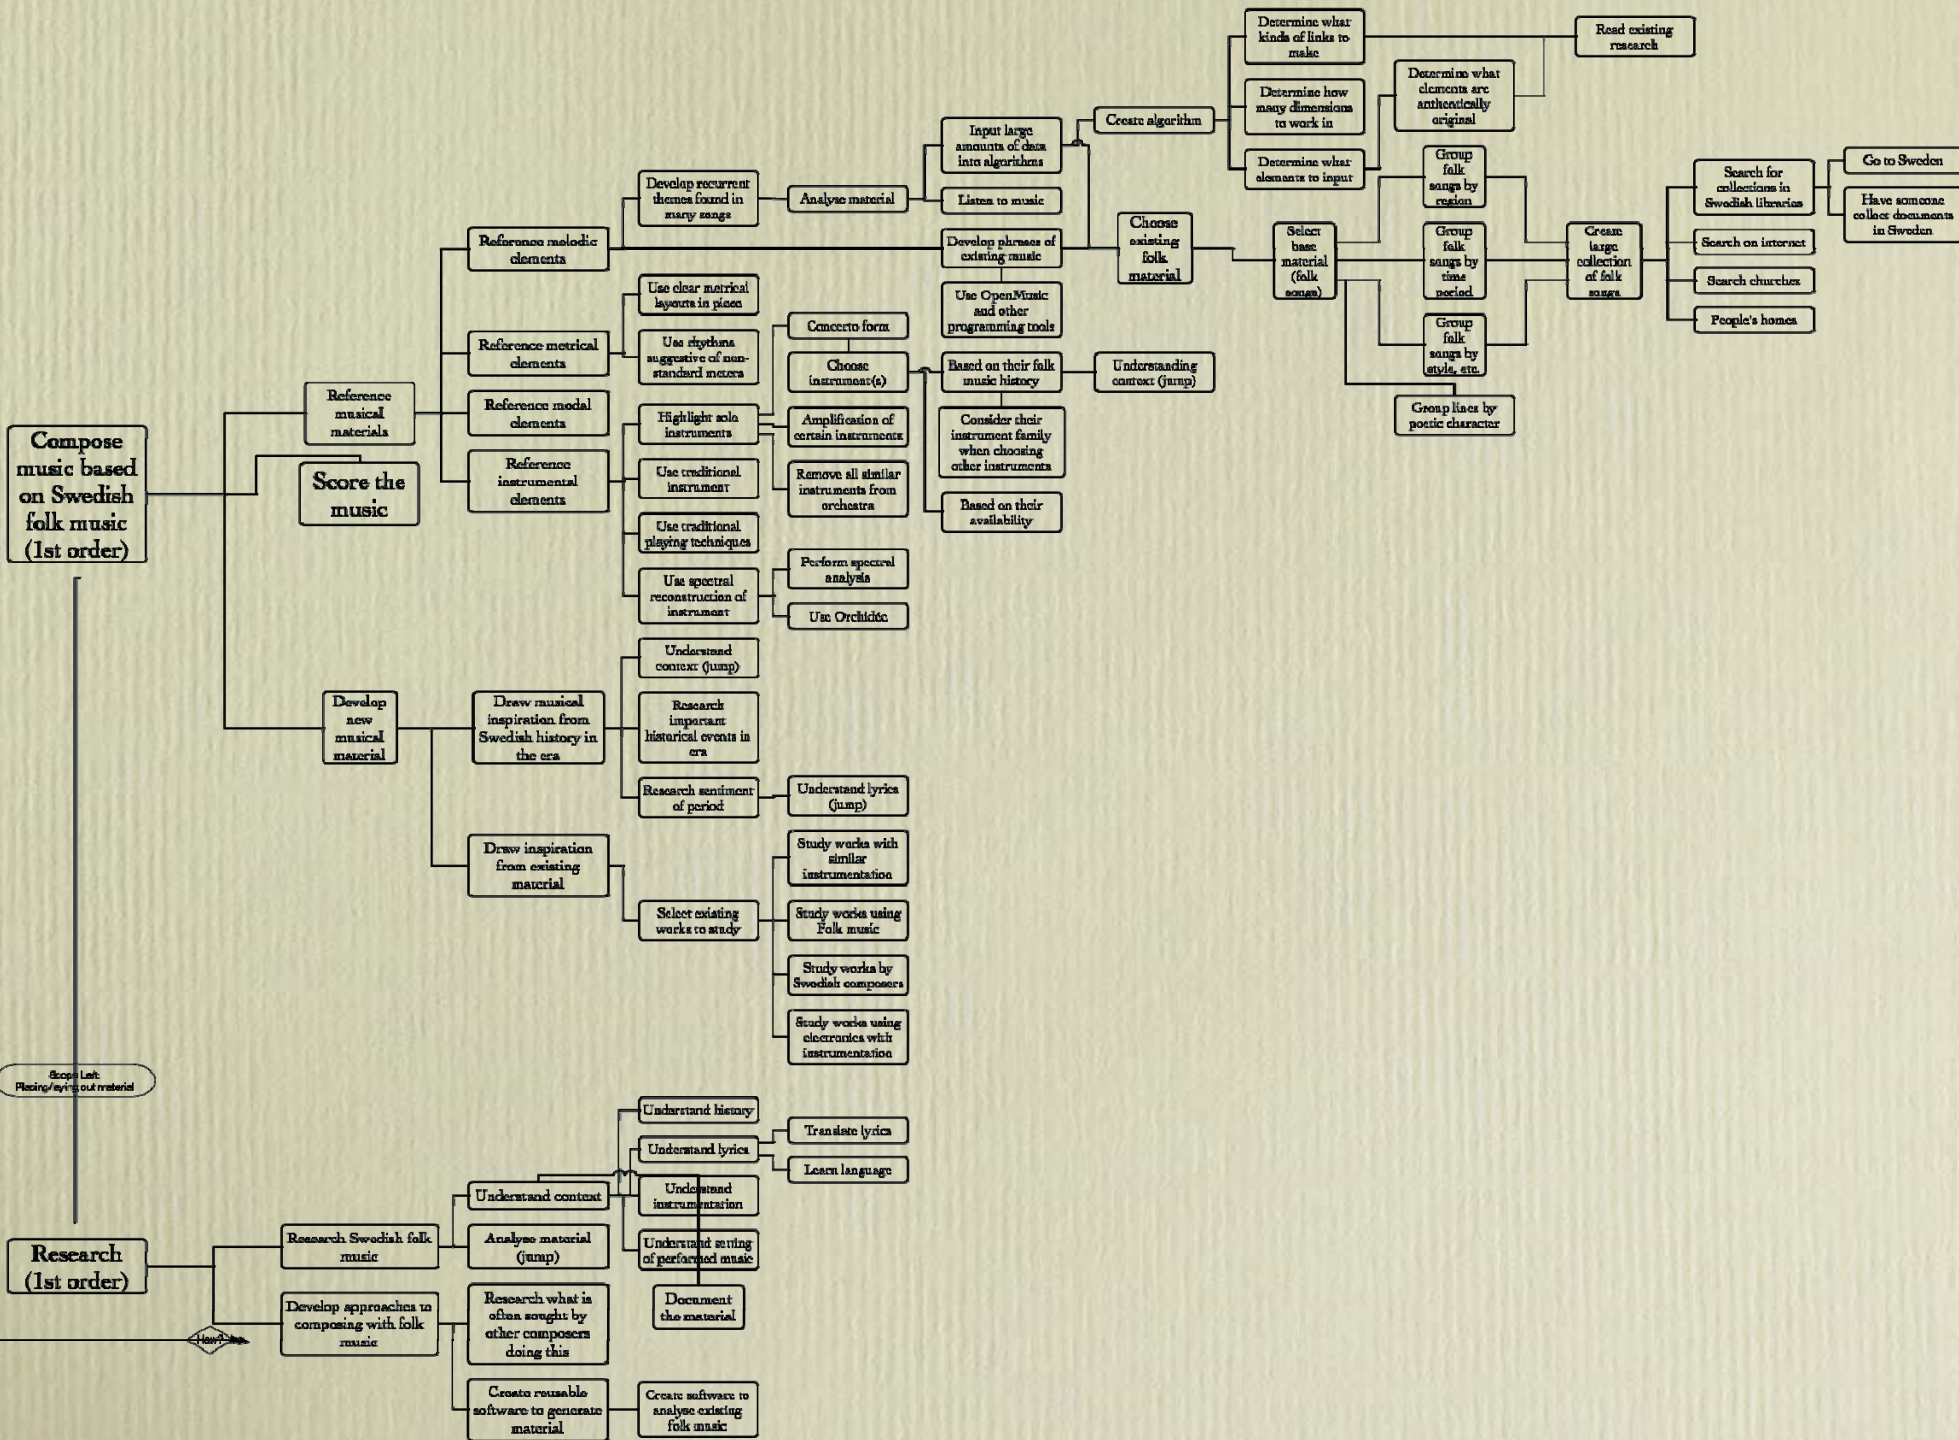 Compose
music based
on Swedish
folk music
(1st order)
Score the
music
Reference
musical
materials
Reference melodic
elements
Reference metrical
elements
Reference modal
elements
Reference
instrumental
elements
Develop recurrent
themes found in
many songs
Use clear metrical
layouts in piece
Use rhythms
suggestive of non-
standard meters
Highlight solo
instruments
Use traditional
instrument
Use traditional
playing techniques
Use spectral
reconstruction of
instrument
Analyse material
Concerto form
Choose
instrument(s)
Amplification of
certain instruments
Remove all similar
instruments from
orchestra
Perform spectral
analysis
Use Orchidée
Input large
amounts of data
into algorithms
Listen to music
Develop phrases of
existing music
Use OpenMusic
and other
programming tools
Based on their folk
music history
Consider their
instrument family
when choosing
other instruments
Based on their
availability
Create algorithm
Choose
existing
folk
material
Understanding
context (jump)
Determine what
kinds of links to
make
Determine how
many dimensions
to work in
Determine what
elements to input
Select
base
material
(folk
songs)
Determine what
elements are
authentically
original
Group
folk
songs by
region
Group
folk
songs by
time
period
Group
folk
songs by
style, etc.
Group lines by
poetic character
Read existing
research
Create
large
collection
of folk
songs
Search for
collections in
Swedish libraries
Search on internet
Search churches
People's homes
Go to Sweden
Have someone
collect documents
in Sweden
Develop
new
musical
material
Draw musical
inspiration from
Swedish history in
the era
Understand
context (jump)
Research
important
historical events in
era
Research sentiment
of period
Understand lyrics
(jump)
Draw inspiration
from existing
material
Select existing
works to study
Study works with
similar
instrumentation
Study works using
Folk music
Study works by
Swedish composers
Study works using
electronics with
instrumentation
Scope Left:
Placing/laying out material
Research
(1st order)
Research Swedish folk
music
Develop approaches to
composing with folk
music
How?
Understand context
Analyse material
(jump)
Research what is
often sought by
other composers
doing this
Create reusable
software to generate
material
Understand history
Understand lyrics
Understand
instrumentation
Understand setting
of performed music
Document
the material
Create software to
analyse existing
folk music
Translate lyrics
Learn language